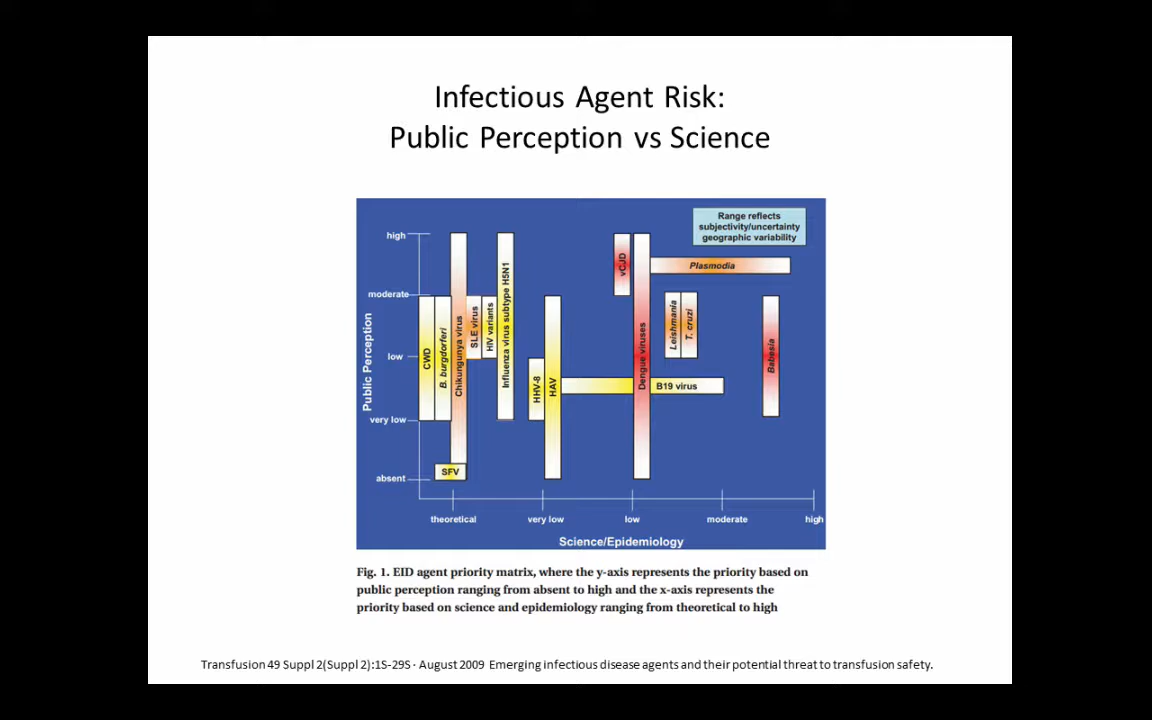 Infectious Agent Risk:
Public Perception vs Science
Range reflects
subjectivity/uncertainty
geographic variability
high
moderate
low
very low
absent
Public Perception
CWD
B. burgdorferi
Chikungunya virus
SLE virus
HIV variants
Influenza virus subtype H5N1
SFV
HHV-8
HAV
vCJD
Dengue viruses
Plasmodia
Leishmania
T. cruzi
B19 virus
Babesia
theoretical
very low
low
moderate
high
Science/Epidemiology
Fig. 1. EID agent priority matrix, where the y-axis represents the priority based on
public perception ranging from absent to high and the x-axis represents the
priority based on science and epidemiology ranging from theoretical to high
Transfusion 49 Suppl 2(Suppl 2):1S-29S · August 2009 Emerging infectious disease agents and their potential threat to transfusion safety.